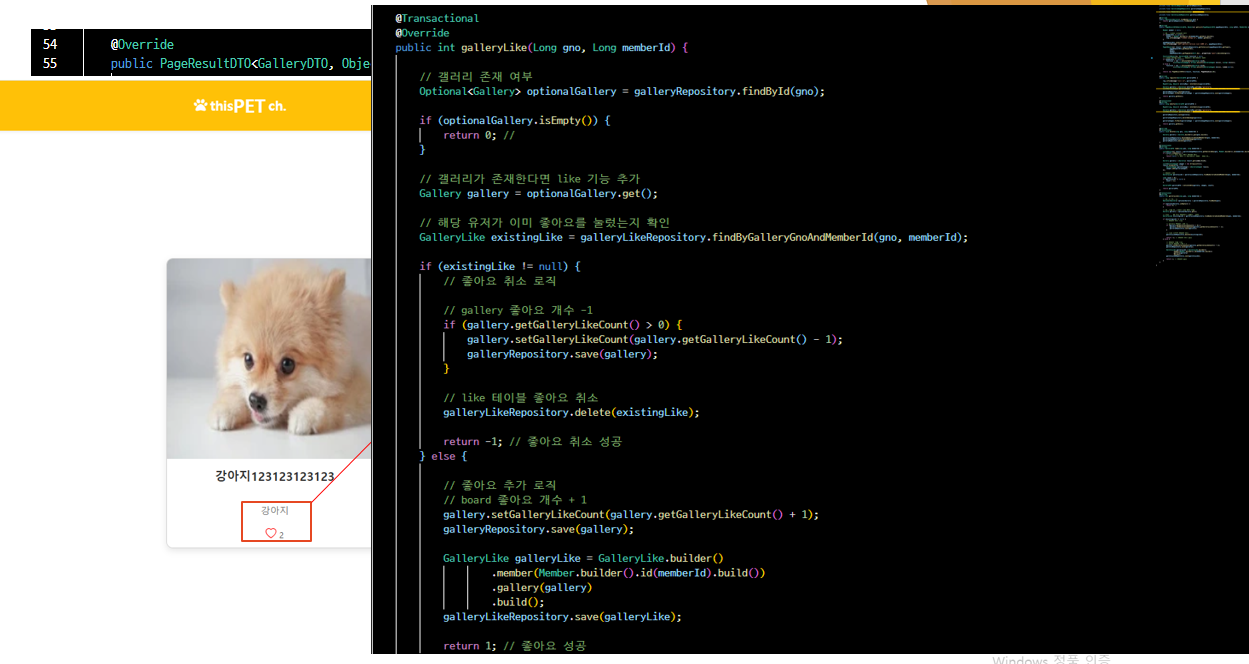 54 @Override
55 public PageResultDTO<GalleryDTO, Obje
thisPET ch.
강아지123123123123
강아지
2
@Transactional
@Override
public int galleryLike(Long gno, Long memberId) {
// 갤러리 존재 여부
Optional<Gallery> optionalGallery = galleryRepository.findById(gno);
if (optionalGallery.isEmpty()) {
return 0; //
}
// 갤러리가 존재한다면 like 기능 추가
Gallery gallery = optionalGallery.get();
// 해당 유저가 이미 좋아요를 눌렀는지 확인
GalleryLike existingLike = galleryLikeRepository.findByGalleryGnoAndMemberId(gno, memberId);
if (existingLike != null) {
// 좋아요 취소 로직
// gallery 좋아요 개수 -1
if (gallery.getGalleryLikeCount() > 0) {
gallery.setGalleryLikeCount(gallery.getGalleryLikeCount() - 1);
galleryRepository.save(gallery);
}
// like 테이블 좋아요 취소
galleryLikeRepository.delete(existingLike);
return -1; // 좋아요 취소 성공
} else {
// 좋아요 추가 로직
// board 좋아요 개수 + 1
gallery.setGalleryLikeCount(gallery.getGalleryLikeCount() + 1);
galleryRepository.save(gallery);
GalleryLike galleryLike = GalleryLike.builder()
.member(Member.builder().id(memberId).build())
.gallery(gallery)
.build();
galleryLikeRepository.save(galleryLike);
return 1; // 좋아요 성공
Windows 정품 인증